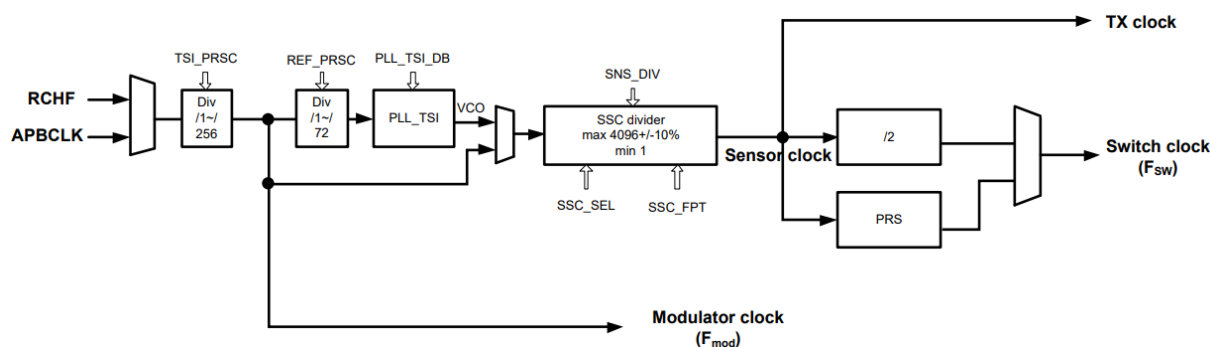 TX clock
TSI_PRSC
REF_PRSC
PLL_TSI_DB
SNS_DIV
RCHF
APBCLK
Div
/1~/
256
Div
/1~/
72
PLL_TSI
VCO
SSC divider
max 4096+/-10%
min 1
Sensor clock
/2
Switch clock
(FSW)
SSC_SEL
SSC_FPT
PRS
Modulator clock
(Fmod)